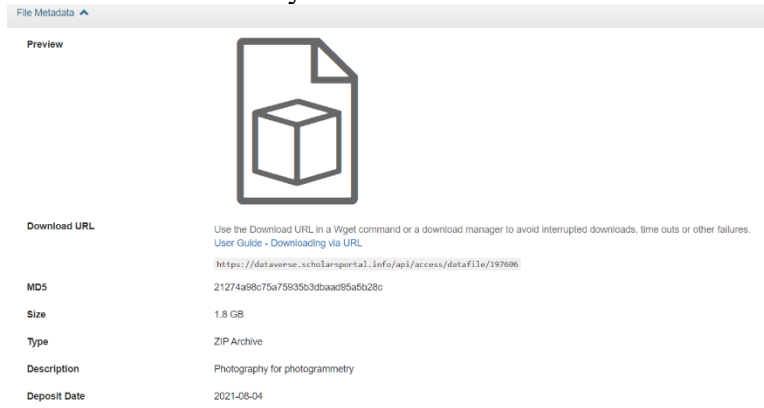 File Metadata
Preview
Download URL
Use the Download URL in a Wget command or a download manager to avoid interrupted downloads, time outs or other failures.
User Guide - Downloading via URL
https://dataverse.scholarsportal.info/api/access/datafile/197606
MD5
21274a98c75a75935b3dbaad95a5b28c
Size
1.8 GB
Type
ZIP Archive
Description
Photography for photogrammetry
Deposit Date
2021-08-04